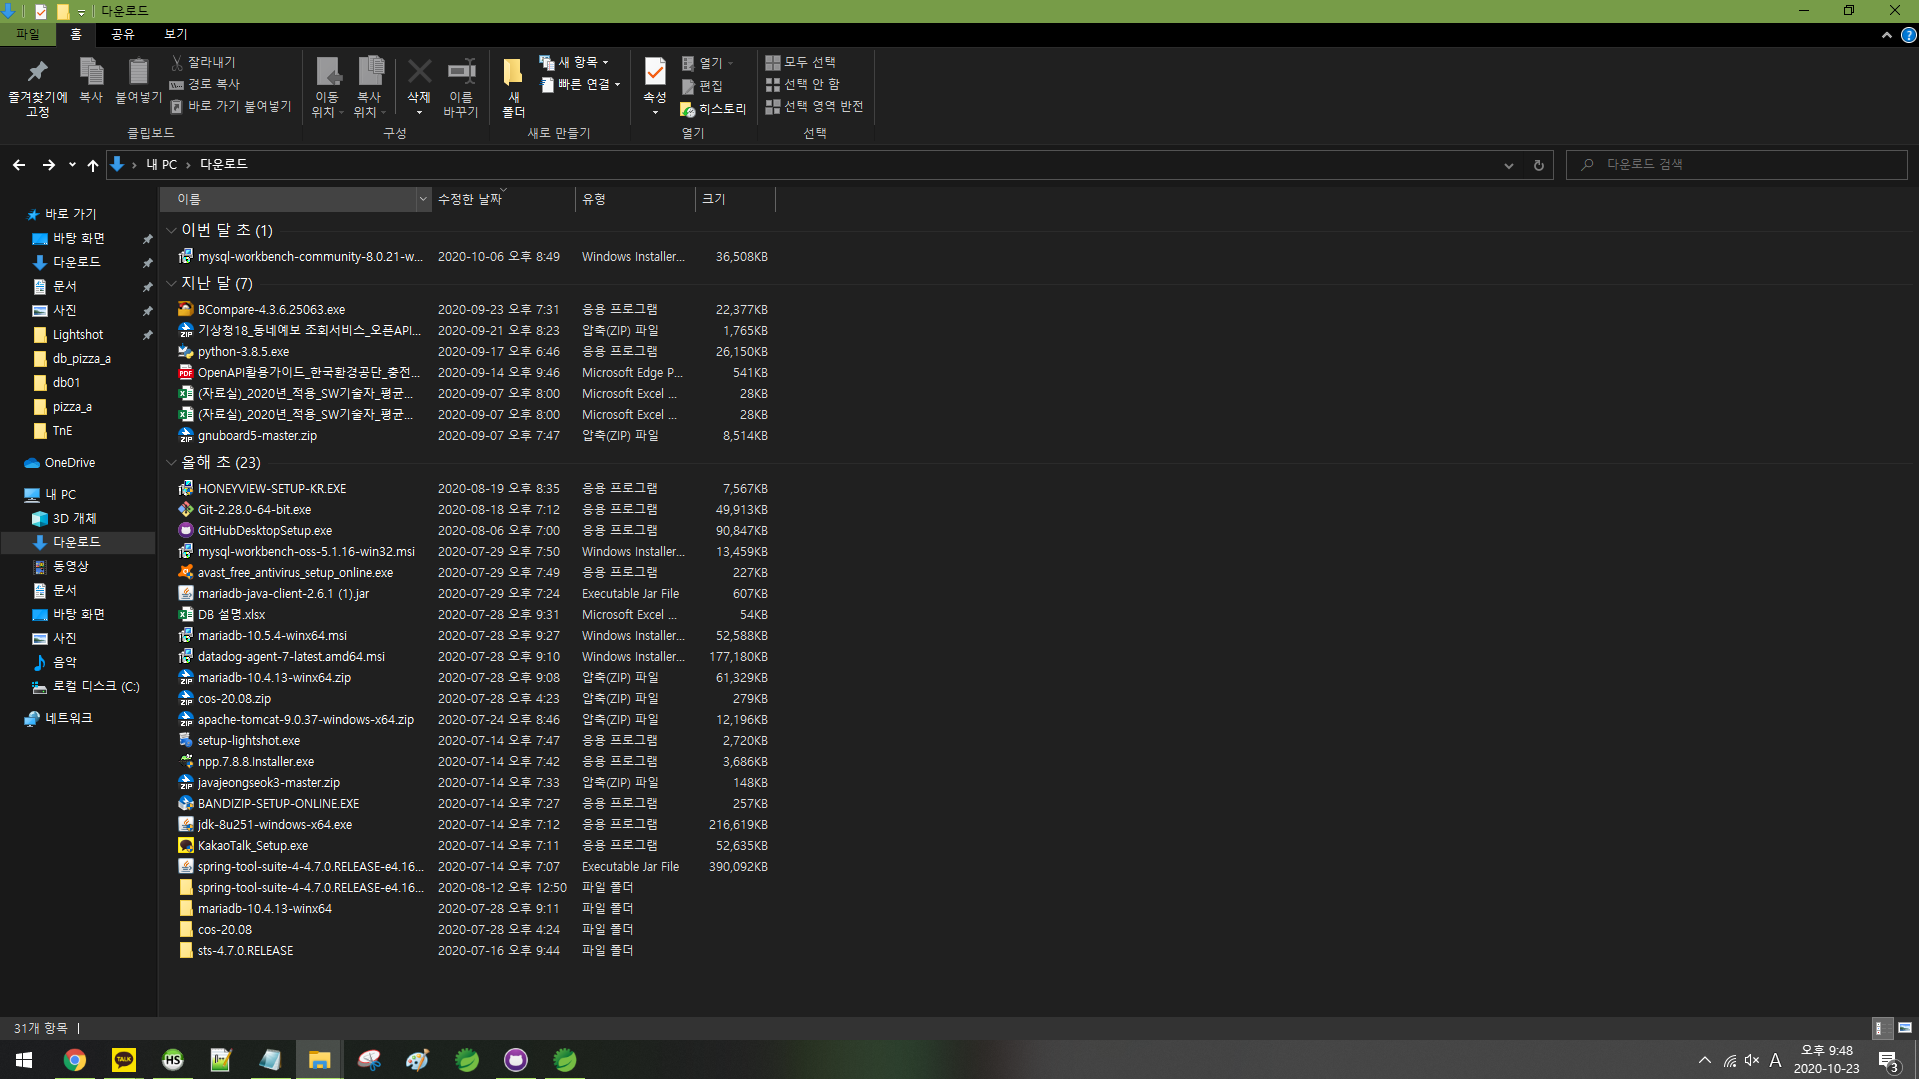 다운로드
파일 홈 공유 보기
즐겨찾기에 고정
복사
붙여넣기
잘라내기
경로 복사
바로 가기 붙여넣기
클립보드
이동 위치
복사 위치
삭제
이름 바꾸기
구성
새 폴더
새 항목
빠른 연결
새로 만들기
속성
열기
편집
히스토리
열기
모두 선택
선택 안 함
선택 영역 반전
선택
내 PC 다운로드
다운로드 검색
바로 가기
바탕 화면
다운로드
문서
사진
Lightshot
db_pizza_a
db01
pizza_a
TnE
OneDrive
내 PC
3D 개체
다운로드
동영상
문서
바탕 화면
사진
음악
로컬 디스크 (C:)
네트워크
이름 수정한 날짜 유형 크기
이번 달 초 (1)
mysql-workbench-community-8.0.21-w... 2020-10-06 오후 8:49 Windows Installer... 36,508KB
지난 달 (7)
BCompare-4.3.6.25063.exe 2020-09-23 오후 7:31 응용 프로그램 22,377KB
기상청18_동네예보 조회서비스_오픈API... 2020-09-21 오후 8:23 압축(ZIP) 파일 1,765KB
python-3.8.5.exe 2020-09-17 오후 6:46 응용 프로그램 26,150KB
OpenAPI활용가이드_한국환경공단_충전... 2020-09-14 오후 9:46 Microsoft Edge P... 541KB
(자료실)_2020년_적용_SW기술자_평균... 2020-09-07 오후 8:00 Microsoft Excel ... 28KB
(자료실)_2020년_적용_SW기술자_평균... 2020-09-07 오후 8:00 Microsoft Excel ... 28KB
gnuboard5-master.zip 2020-09-07 오후 7:47 압축(ZIP) 파일 8,514KB
올해 초 (23)
HONEYVIEW-SETUP-KR.EXE 2020-08-19 오후 8:35 응용 프로그램 7,567KB
Git-2.28.0-64-bit.exe 2020-08-18 오후 7:12 응용 프로그램 49,913KB
GitHubDesktopSetup.exe 2020-08-06 오후 7:00 응용 프로그램 90,847KB
mysql-workbench-oss-5.1.16-win32.msi 2020-07-29 오후 7:50 Windows Installer... 13,459KB
avast_free_antivirus_setup_online.exe 2020-07-29 오후 7:49 응용 프로그램 227KB
mariadb-java-client-2.6.1 (1).jar 2020-07-29 오후 7:24 Executable Jar File 607KB
DB 설명.xlsx 2020-07-28 오후 9:31 Microsoft Excel ... 54KB
mariadb-10.5.4-winx64.msi 2020-07-28 오후 9:27 Windows Installer... 52,588KB
datadog-agent-7-latest.amd64.msi 2020-07-28 오후 9:10 Windows Installer... 177,180KB
mariadb-10.4.13-winx64.zip 2020-07-28 오후 9:08 압축(ZIP) 파일 61,329KB
cos-20.08.zip 2020-07-28 오후 4:23 압축(ZIP) 파일 279KB
apache-tomcat-9.0.37-windows-x64.zip 2020-07-24 오후 8:46 압축(ZIP) 파일 12,196KB
setup-lightshot.exe 2020-07-14 오후 7:47 응용 프로그램 2,720KB
npp.7.8.8.Installer.exe 2020-07-14 오후 7:42 응용 프로그램 3,686KB
javajeongseok3-master.zip 2020-07-14 오후 7:33 압축(ZIP) 파일 148KB
BANDIZIP-SETUP-ONLINE.EXE 2020-07-14 오후 7:27 응용 프로그램 257KB
jdk-8u251-windows-x64.exe 2020-07-14 오후 7:12 응용 프로그램 216,619KB
KakaoTalk_Setup.exe 2020-07-14 오후 7:11 응용 프로그램 52,635KB
spring-tool-suite-4-4.7.0.RELEASE-e4.16... 2020-07-14 오후 7:07 Executable Jar File 390,092KB
spring-tool-suite-4-4.7.0.RELEASE-e4.16... 2020-08-12 오후 12:50 파일 폴더
mariadb-10.4.13-winx64 2020-07-28 오후 9:11 파일 폴더
cos-20.08 2020-07-28 오후 4:24 파일 폴더
sts-4.7.0.RELEASE 2020-07-16 오후 9:44 파일 폴더
31개 항목
TALK
HS
A
오후 9:48
2020-10-23
3